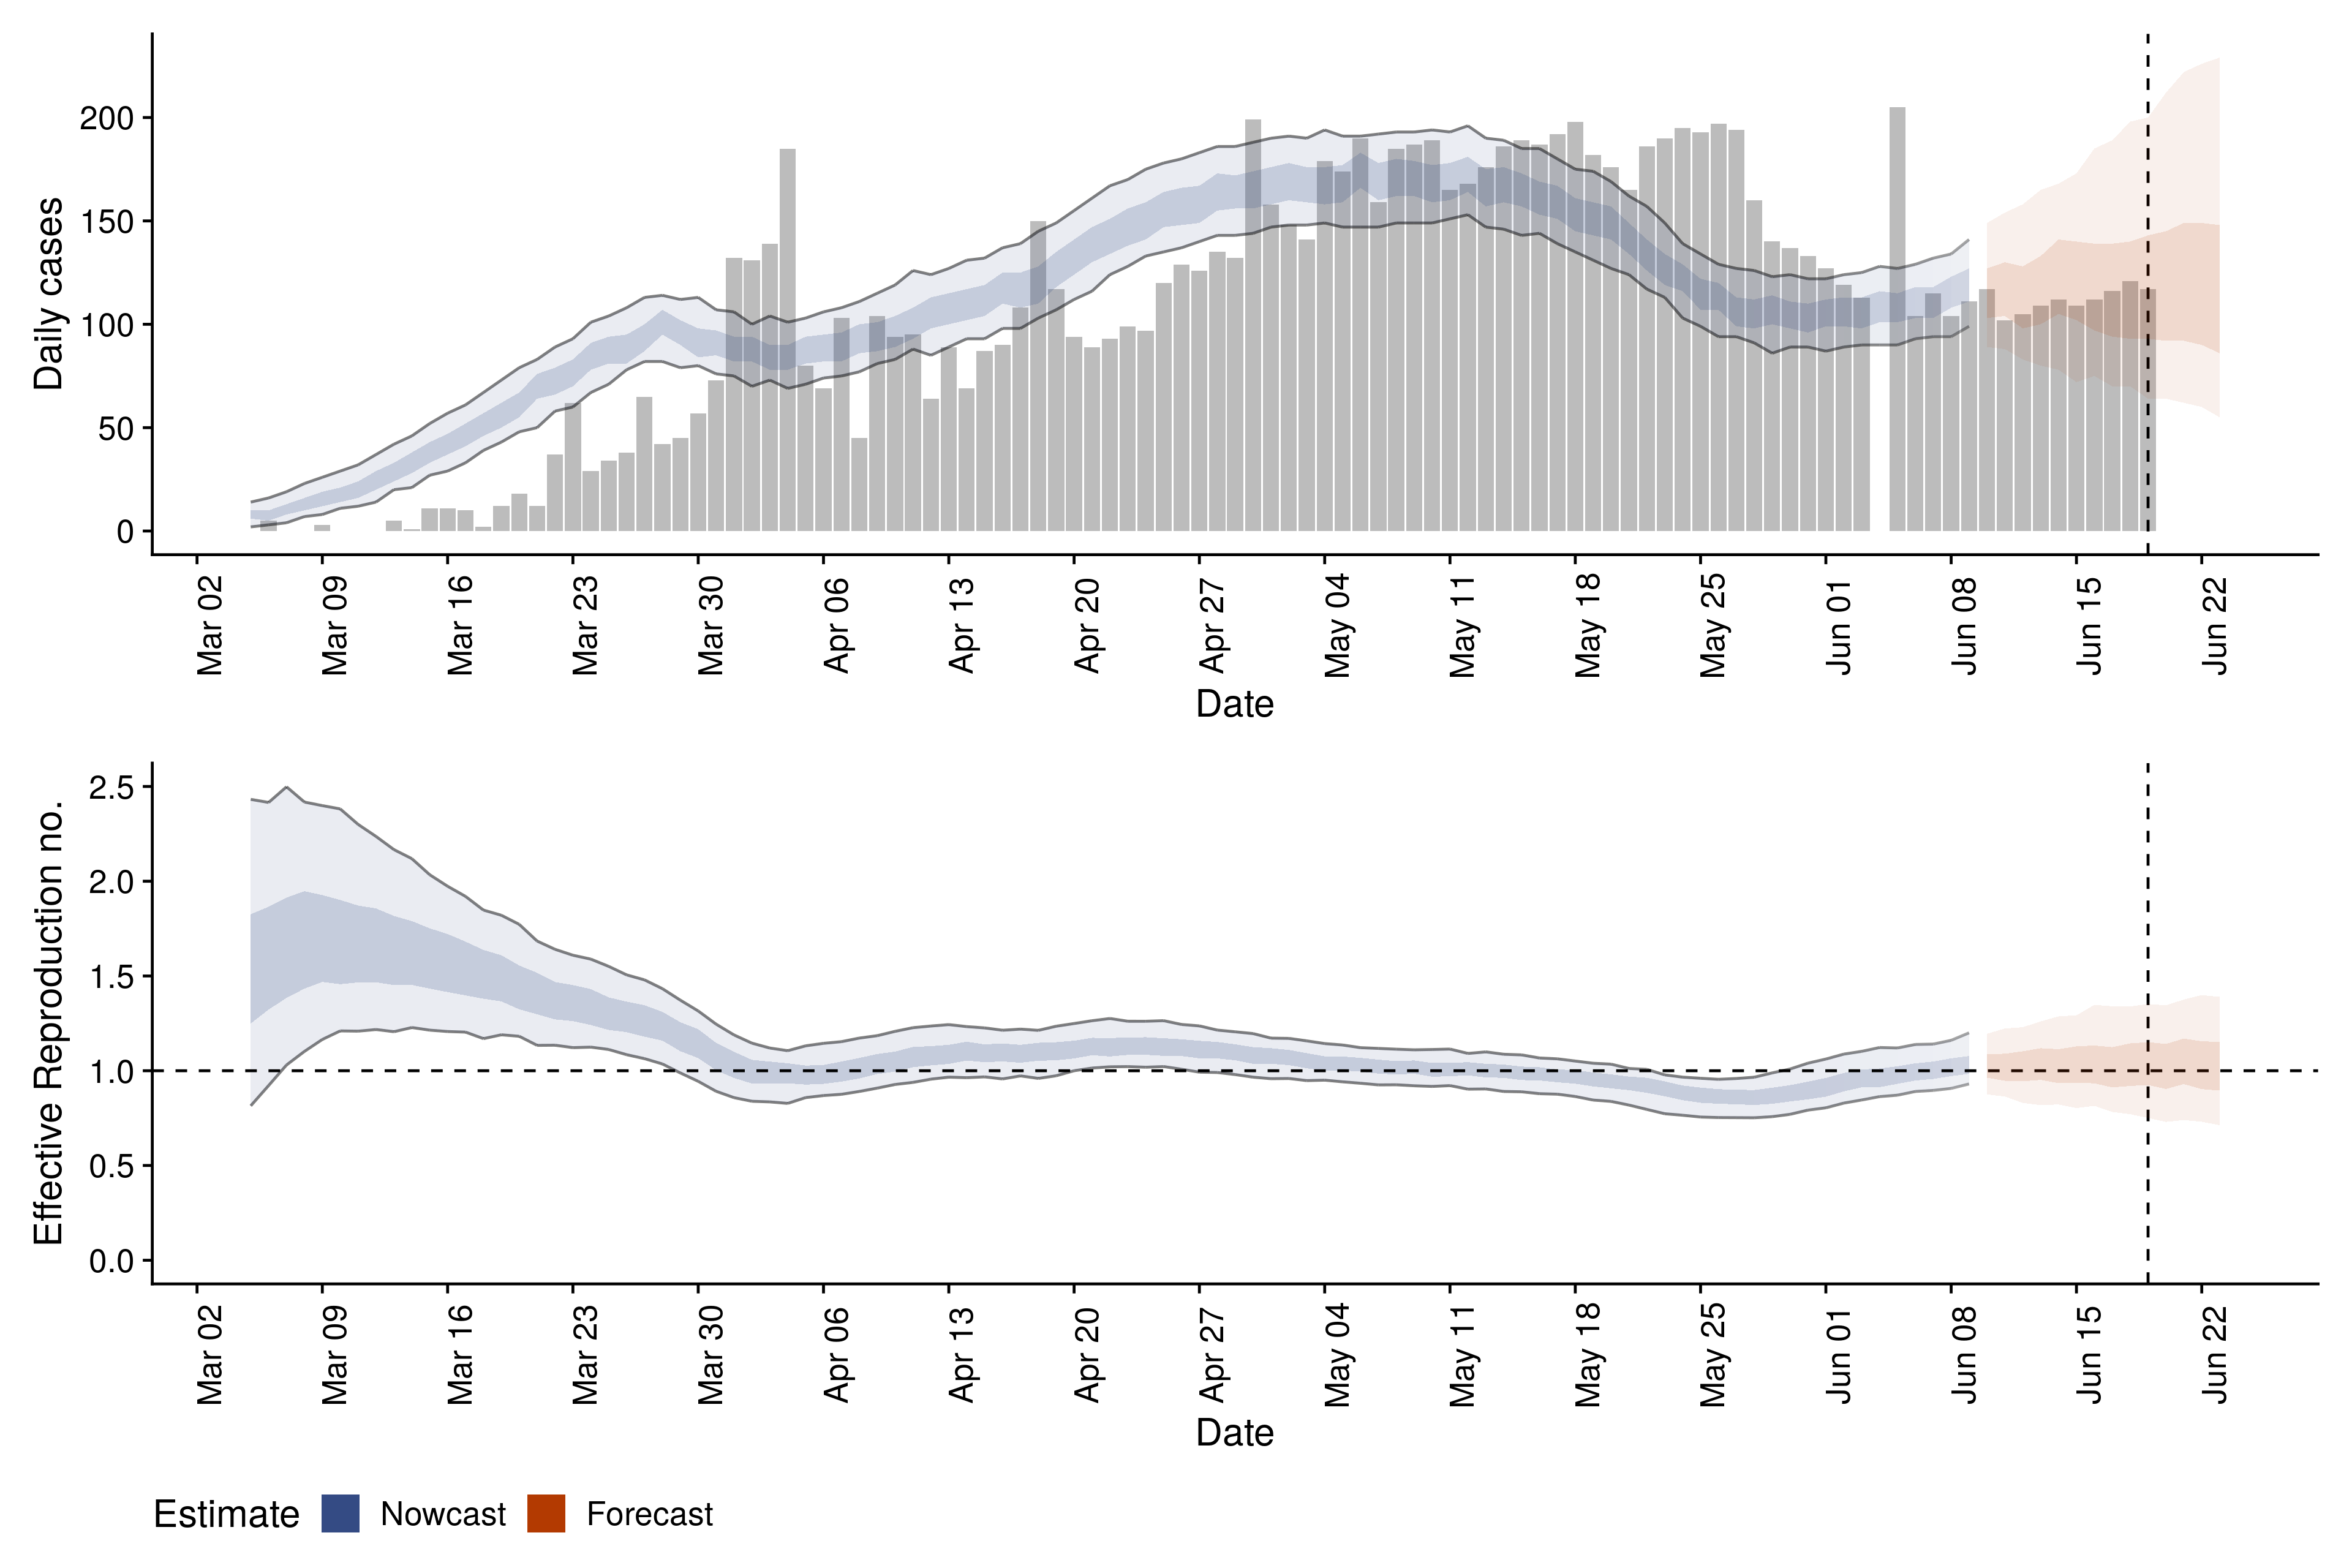 Daily cases
200
150
100
50
0
Mar 02
Mar 09
Mar 16
Mar 23
Mar 30
Apr 06
Apr 13
Apr 20
Apr 27
May 04
May 11
May 18
May 25
Jun 01
Jun 08
Jun 15
Jun 22
Date
Effective Reproduction no.
2.5
2.0
1.5
1.0
0.5
0.0
Mar 02
Mar 09
Mar 16
Mar 23
Mar 30
Apr 06
Apr 13
Apr 20
Apr 27
May 04
May 11
May 18
May 25
Jun 01
Jun 08
Jun 15
Jun 22
Date
Estimate Nowcast Forecast